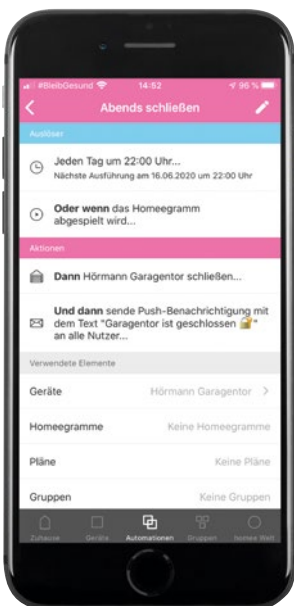 #BleibGesund 14:52 96 %
Abends schließen
Auslöser
Jeden Tag um 22:00 Uhr...
Nächste Ausführung am 16.06.2020 um 22:00 Uhr
Oder wenn das Homeegramm
abgespielt wird...
Aktionen
Dann Hörmann Garagentor schließen...
Und dann sende Push-Benachrichtigung mit
dem Text "Garagentor ist geschlossen 🔐"
an alle Nutzer...
Verwendete Elemente
Geräte Hörmann Garagentor >
Homeegramme Keine Homeegramme
Pläne Keine Pläne
Gruppen Keine Gruppen
Zuhause Geräte Automationen Gruppen homee Welt